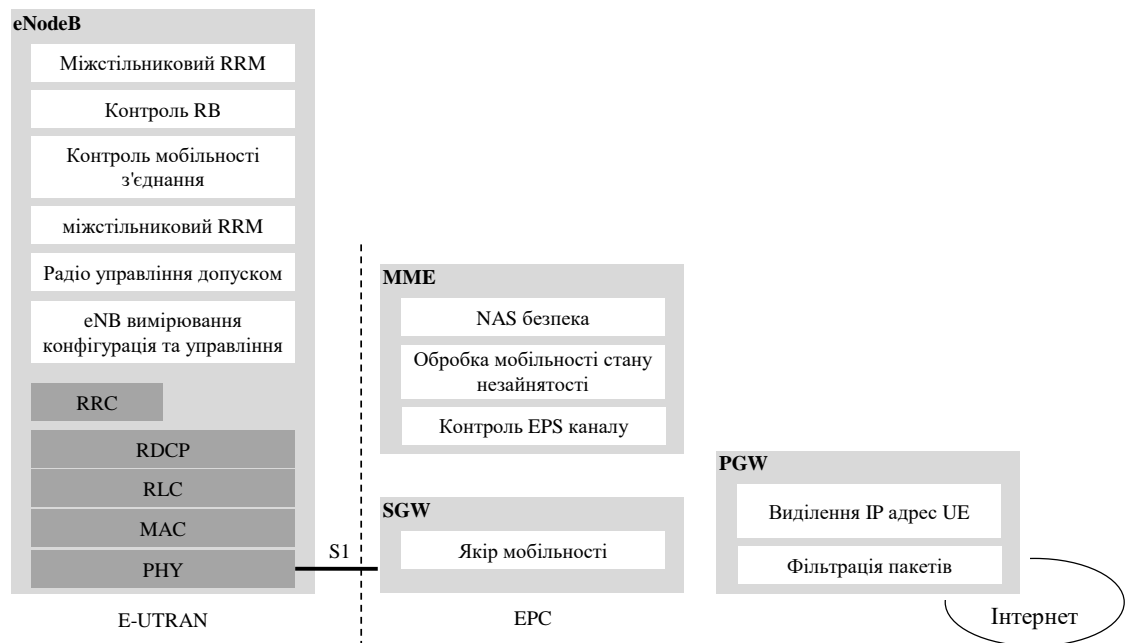 eNodeB
Міжстільниковий RRM
Контроль RB
Контроль мобільності
з'єднання
міжстільниковий RRM
Радіо управління допуском
eNB вимірювання
конфігурація та управління
RRC
RDCP
RLC
MAC
PHY
S1
E-UTRAN
MME
NAS безпека
Обробка мобільності стану
незайнятості
Контроль EPS каналу
SGW
Якір мобільності
EPC
PGW
Виділення IP адрес UE
Фільтрація пакетів
Інтернет